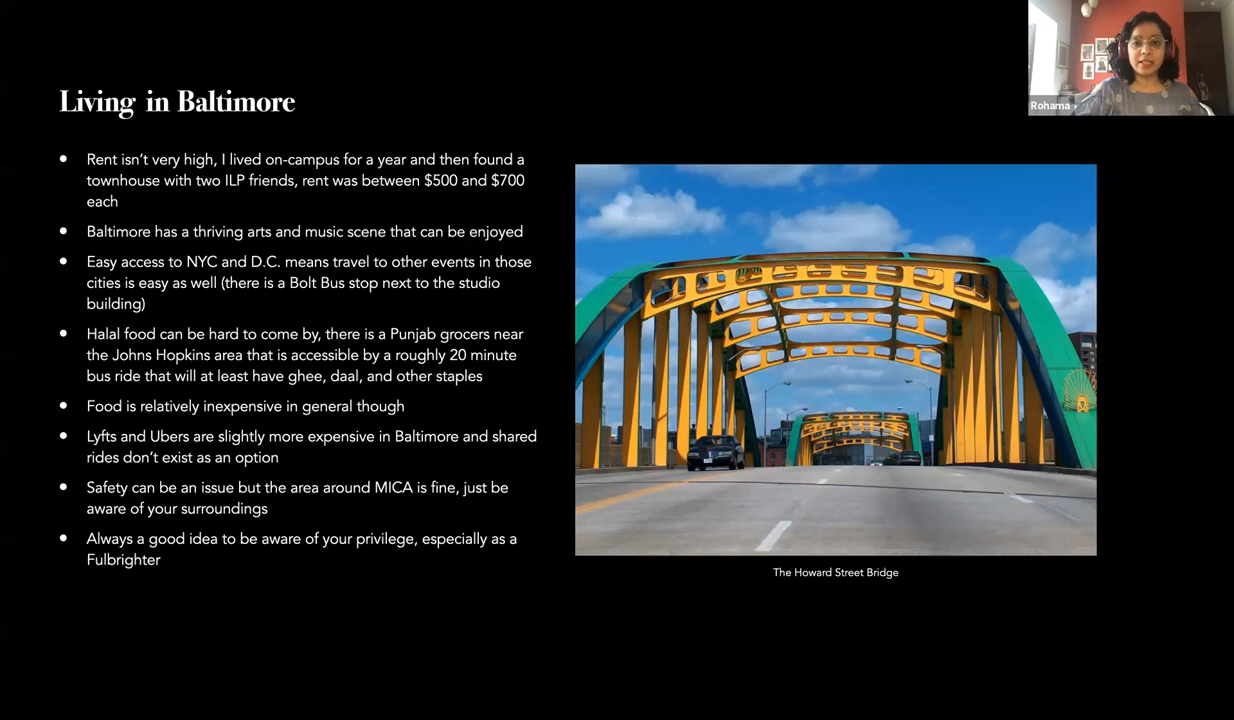 Living in Baltimore
Rent isn't very high, I lived on-campus for a year and then found a
townhouse with two ILP friends, rent was between $500 and $700
each
Baltimore has a thriving arts and music scene that can be enjoyed
Easy access to NYC and D.C. means travel to other events in those
cities is easy as well (there is a Bolt Bus stop next to the studio
building)
Halal food can be hard to come by, there is a Punjab grocers near
the Johns Hopkins area that is accessible by a roughly 20 minute
bus ride that will at least have ghee, daal, and other staples
Food is relatively inexpensive in general though
Lyfts and Ubers are slightly more expensive in Baltimore and shared
rides don't exist as an option
Safety can be an issue but the area around MICA is fine, just be
aware of your surroundings
Always a good idea to be aware of your privilege, especially as a
Fulbrighter
Rohama
The Howard Street Bridge